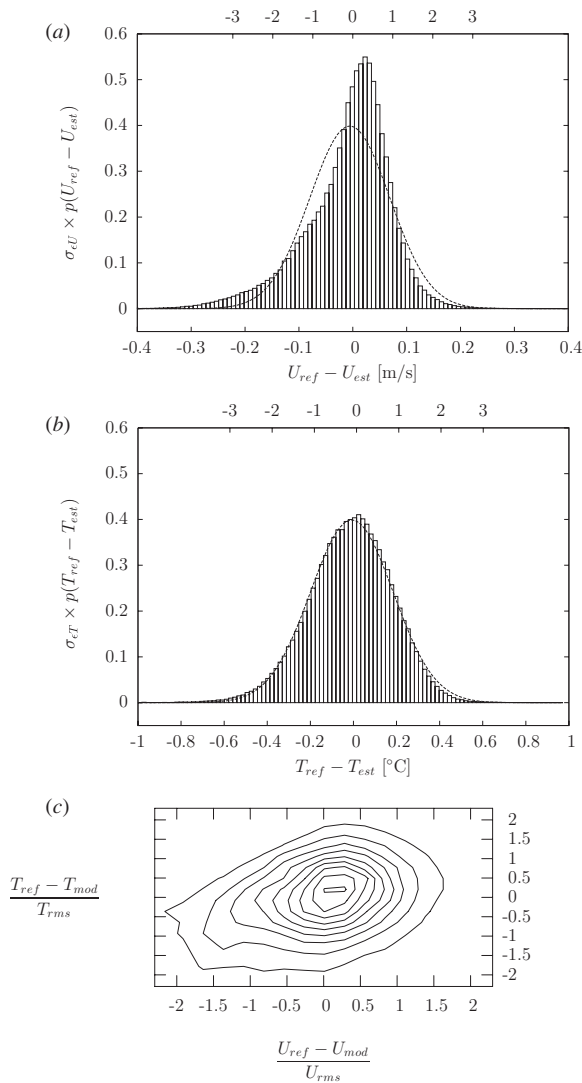 (a)
-3 -2 -1 0 1 2 3
0.6
0.5
0.4
0.3
0.2
0.1
0
σ_{ϵU} × p(U_{ref} − U_{est})
-0.4 -0.3 -0.2 -0.1 0 0.1 0.2 0.3 0.4
U_{ref} − U_{est} [m/s]
(b)
-3 -2 -1 0 1 2 3
0.6
0.5
0.4
0.3
0.2
0.1
0
σ_{ϵT} × p(T_{ref} − T_{est})
-1 -0.8 -0.6 -0.4 -0.2 0 0.2 0.4 0.6 0.8 1
T_{ref} − T_{est} [°C]
(c)
T_{ref} − T_{mod}
T_{rms}
2
1.5
1
0.5
0
-0.5
-1
-1.5
-2
-2 -1.5 -1 -0.5 0 0.5 1 1.5 2
U_{ref} − U_{mod}
U_{rms}